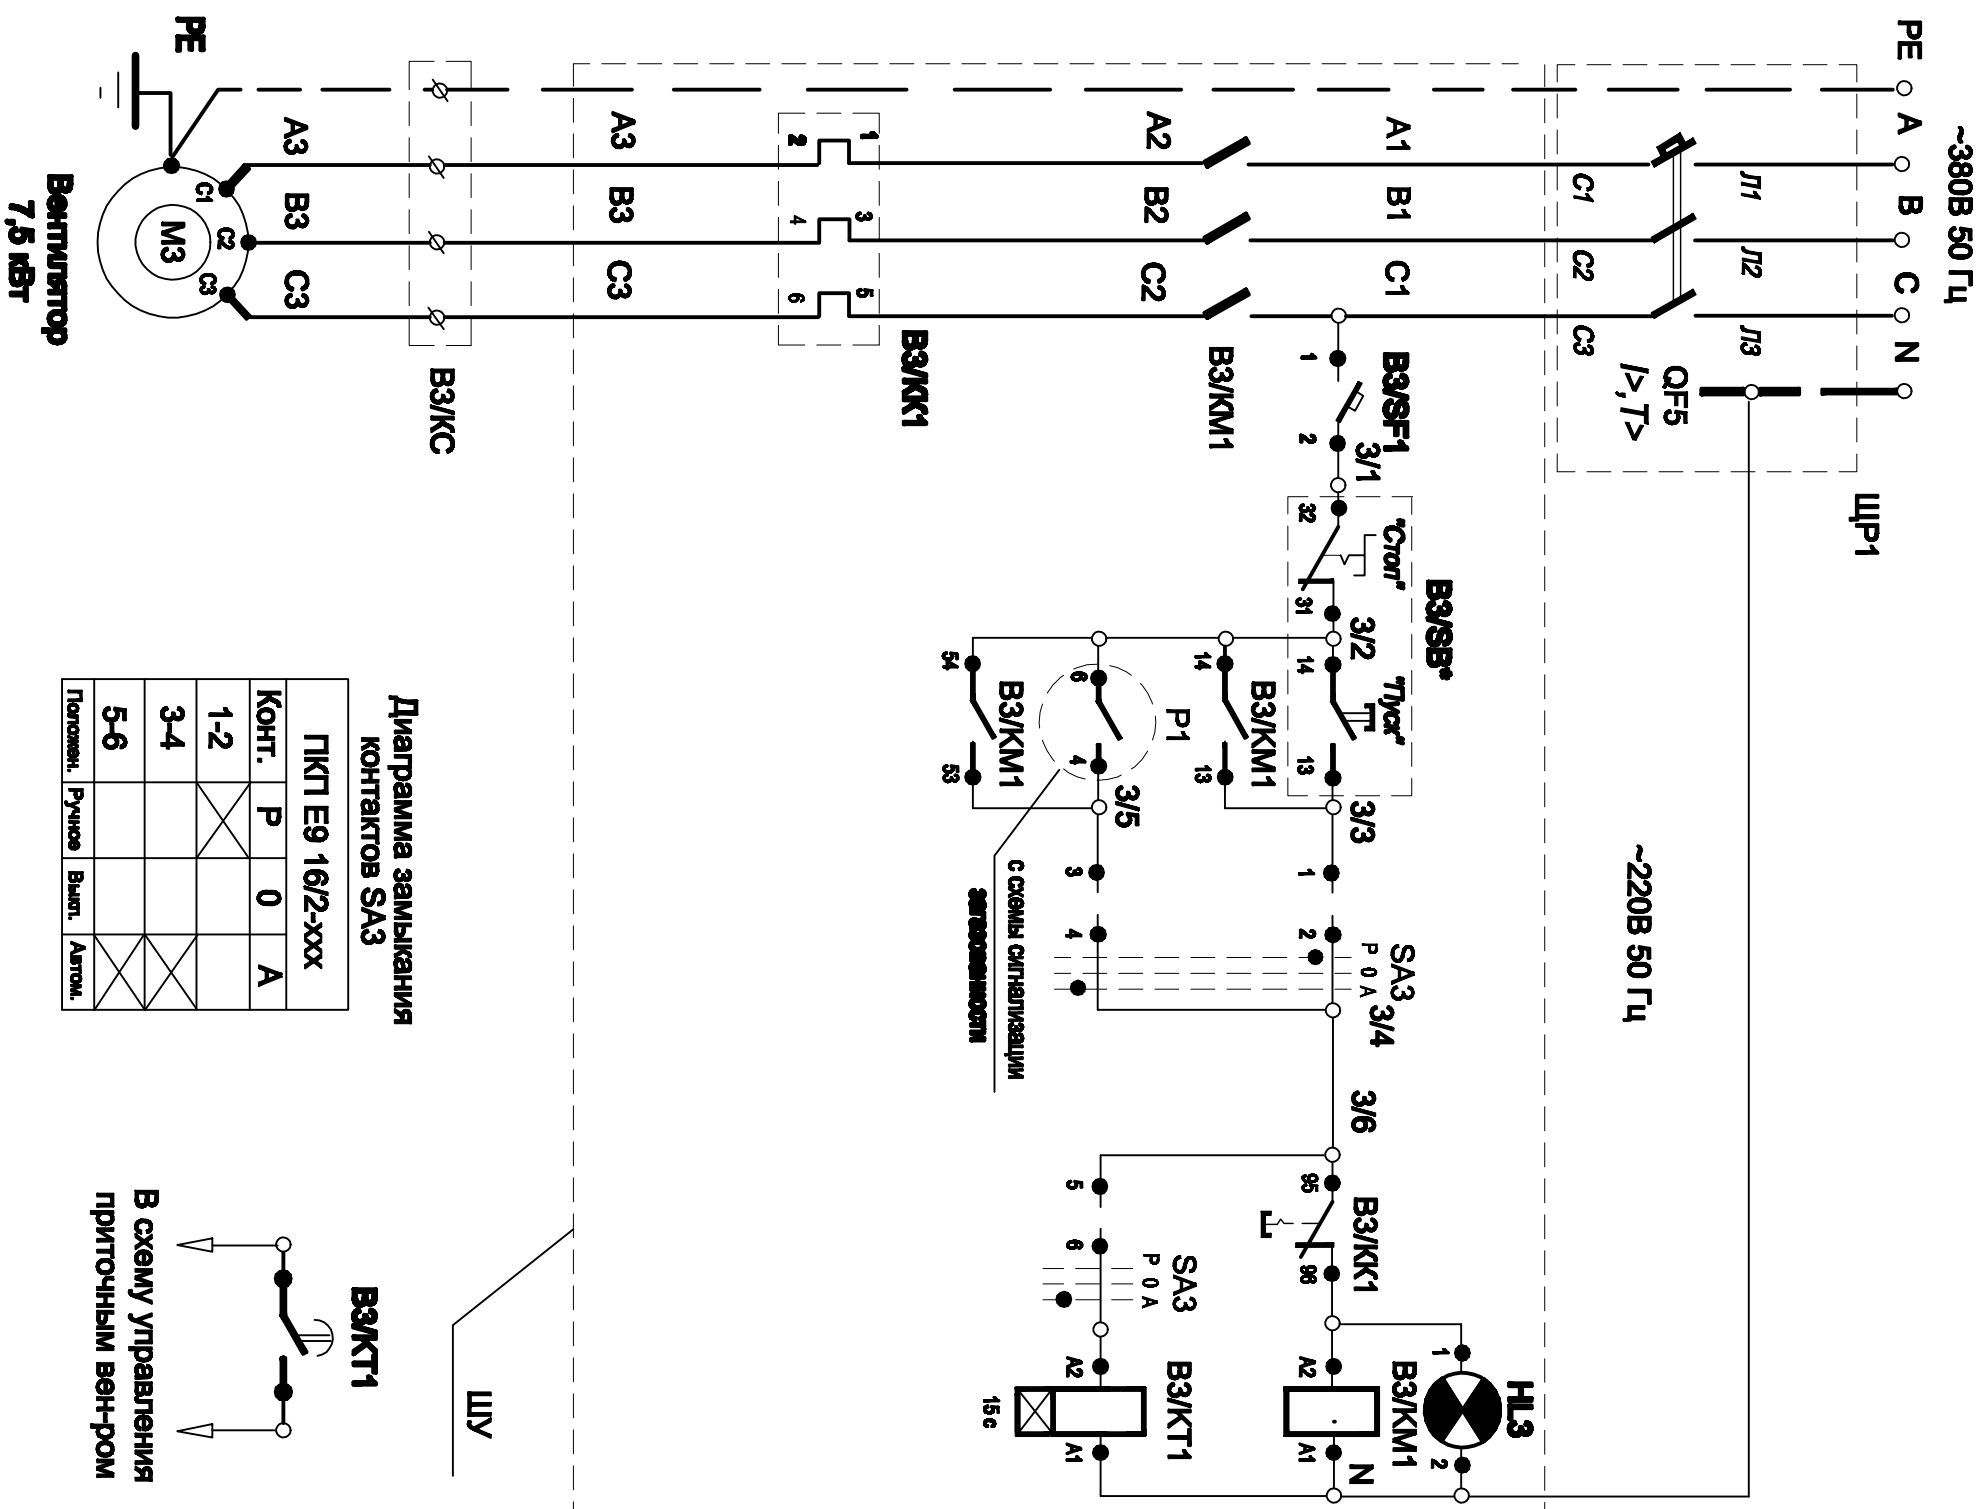 ~380В 50 Гц
PE
A
B
C
N
Л1
Л2
Л3
QF5
I>, T>
C1
C2
C3
ЩР1
~220В 50 Гц
A1
B1
C1
В3/SF1
1
2
3/1
В3/SB*
"Стоп"
32
31
3/2
"Пуск"
14
13
3/3
1
2
SA3
P 0 A
3/4
3/6
95
96
В3/КК1
HL3
1
2
В3/КМ1
A2
A1
N
A2
B2
C2
В3/КМ1
В3/КМ1
14
13
P1
6
4
3/5
3
4
В3/КМ1
54
53
с схемы сигнализации
загазованности
SA3
P 0 A
5
6
В3/КТ1
A2
A1
15 с
В3/КК1
1
2
3
4
5
6
A3
B3
C3
В3/КС
A3
B3
C3
PE
C1
C2
C3
М3
Вентилятор
7,5 кВт
ШУ
Диаграмма замыкания
контактов SA3
ПКП Е9 16/2-ххх
Конт. Р 0 А
1-2
3-4
5-6
Положен. Ручное Выкл. Автом.
В3/КТ1
В схему управления
приточным вен-ром